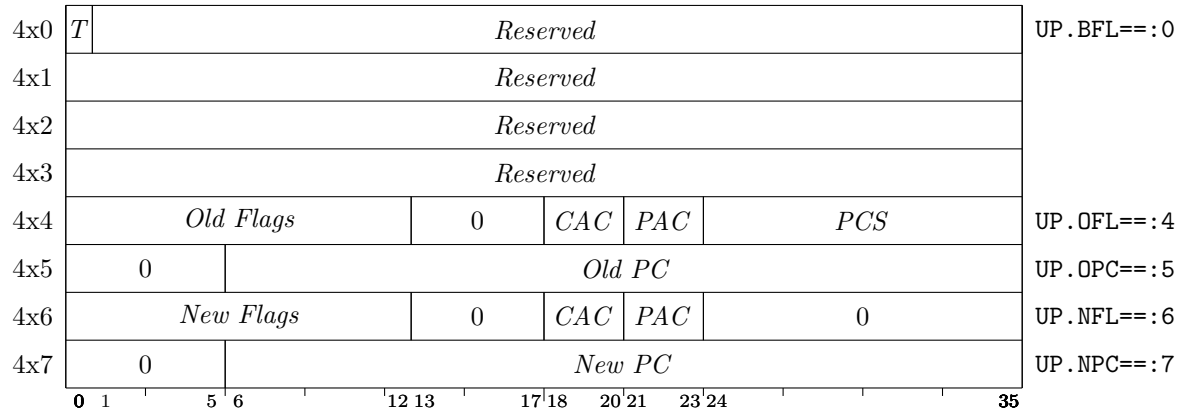 4x0 T Reserved UP.BFL==:0
4x1 Reserved
4x2 Reserved
4x3 Reserved
4x4 Old Flags 0 CAC PAC PCS UP.OFL==:4
4x5 0 Old PC UP.OPC==:5
4x6 New Flags 0 CAC PAC 0 UP.NFL==:6
4x7 0 New PC UP.NPC==:7
0 1 5 6 12 13 17 18 20 21 23 24 35